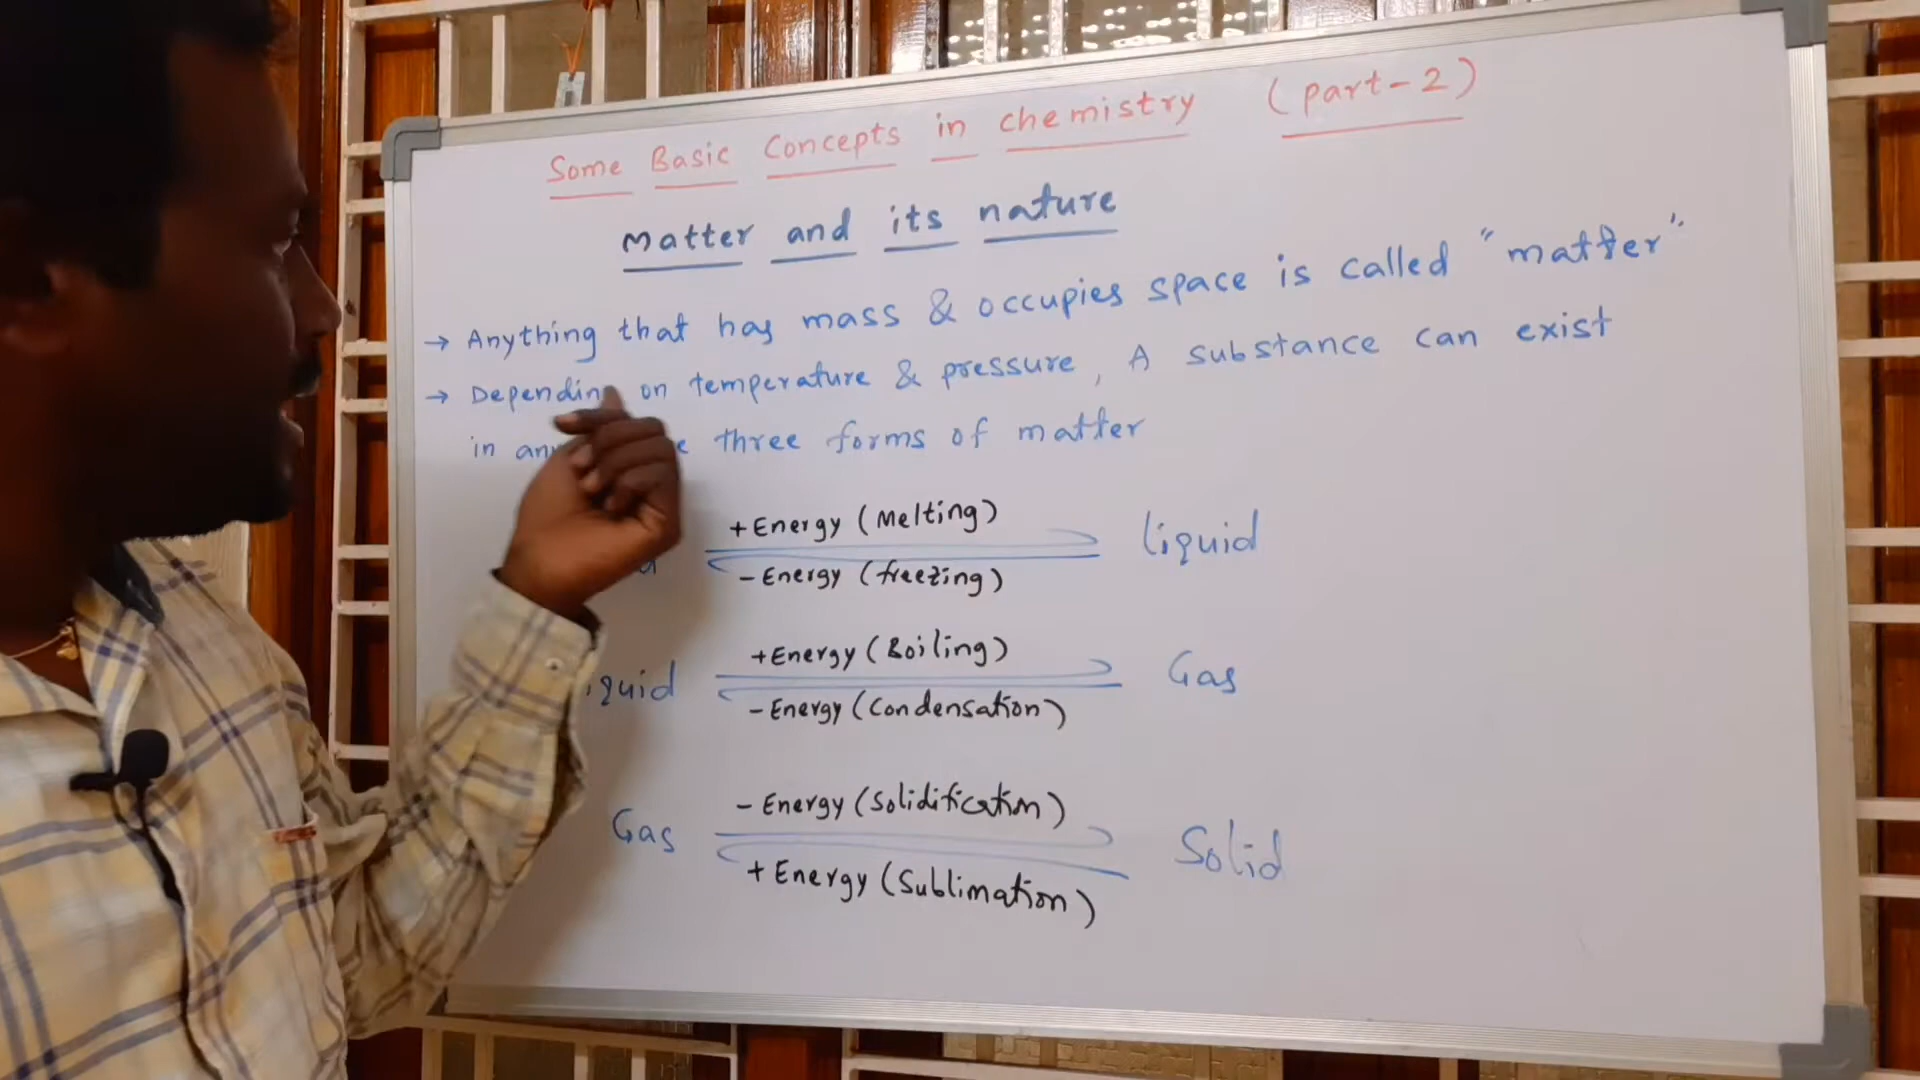 Some Basic Concepts in chemistry (part-2)
Matter and its nature
→ Anything that has mass & occupies space is called "matter"
→ Depending on temperature & pressure, A substance can exist
in three forms of matter
+Energy (Melting)
liquid
-Energy (freezing)
+Energy (Boiling)
Gas
-Energy (Condensation)
- Energy (Solidification)
Gas
Solid
+ Energy (Sublimation)